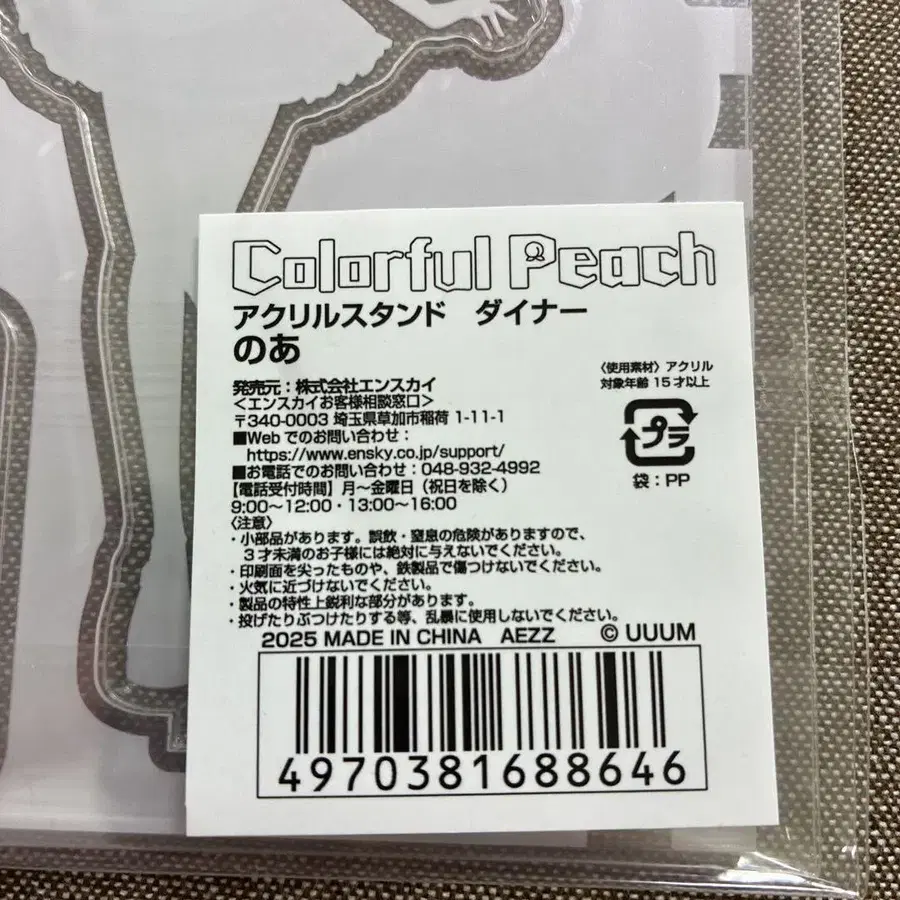 Colorful Peach
アクリルスタンド　ダイナー
のあ
発売元：株式会社エンスカイ
＜エンスカイお客様相談窓口＞
〒340-0003 埼玉県草加市稲荷 1-11-1
■Web でのお問い合わせ：
https://www.ensky.co.jp/support/
■お電話でのお問い合わせ：048-932-4992
【電話受付時間】月～金曜日（祝日を除く）
9:00～12:00・13:00～16:00
〈使用素材〉アクリル
対象年齢 15才以上
プラ
袋：PP
〈注意〉
・小部品があります。誤飲・窒息の危険がありますので、
3才未満のお子様には絶対に与えないでください。
・印刷面を尖ったものや、鉄製品で傷つけないでください。
・火気に近づけないでください。
・製品の特性上鋭利な部分があります。
・投げたりぶつけたりする等、乱暴に使用しないでください。
2025 MADE IN CHINA　AEZZ　© UUUM
4970381688646